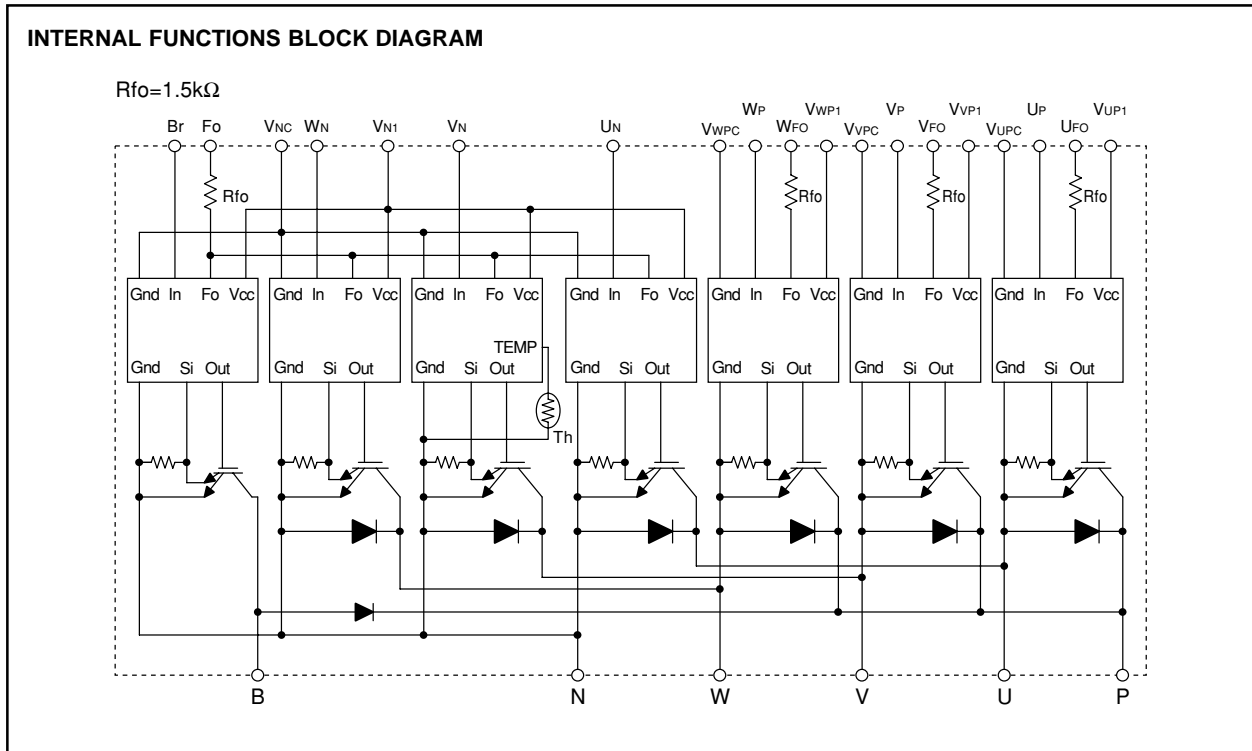 INTERNAL FUNCTIONS BLOCK DIAGRAM
Rfo=1.5kΩ
Br Fo VNC WN VN1 VN UN VWPC WP WFO VWP1 VVPC VP VFO VVP1 VUPC UP UFO VUP1
Rfo Rfo Rfo Rfo
Gnd In Fo Vcc Gnd In Fo Vcc Gnd In Fo Vcc Gnd In Fo Vcc Gnd In Fo Vcc Gnd In Fo Vcc Gnd In Fo Vcc
TEMP
Gnd Si Out Gnd Si Out Gnd Si Out Gnd Si Out Gnd Si Out Gnd Si Out Gnd Si Out
Th
B N W V U P